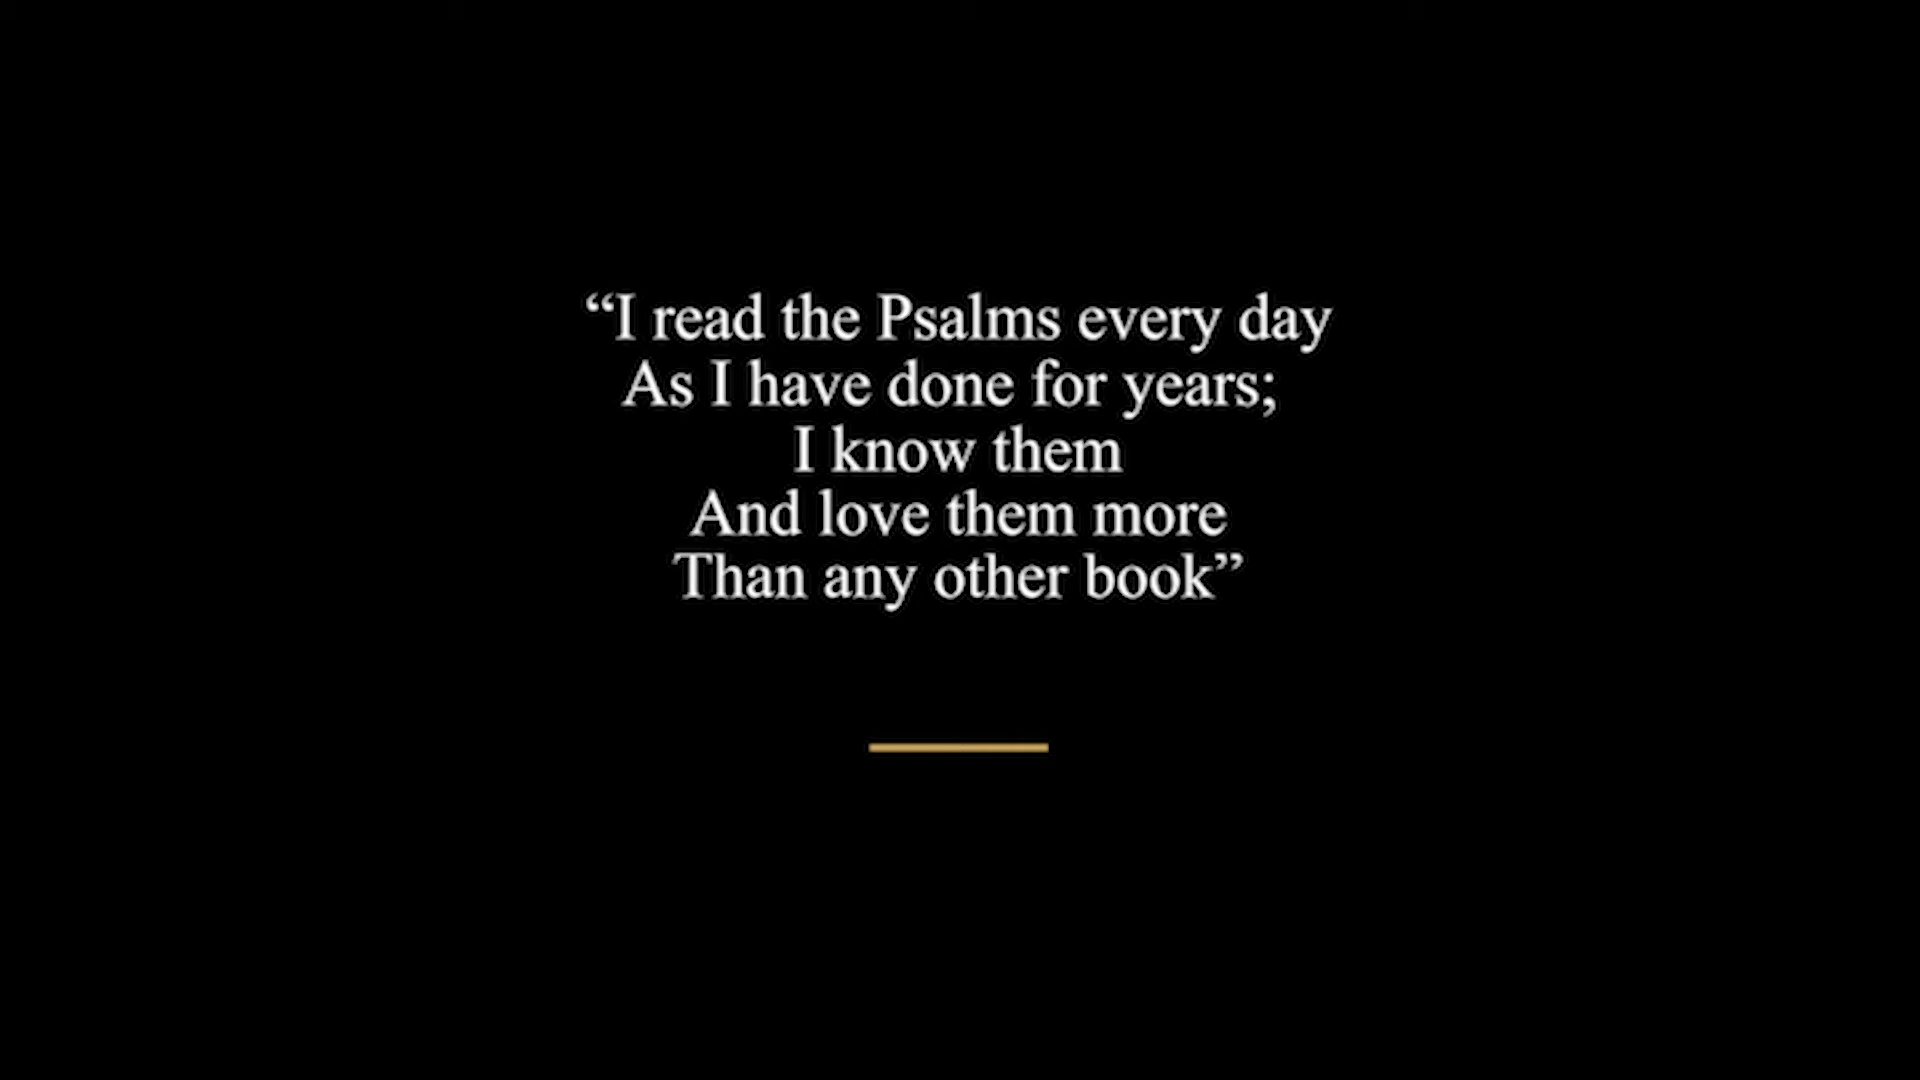 “I read the Psalms every day
As I have done for years;
I know them
And love them more
Than any other book”